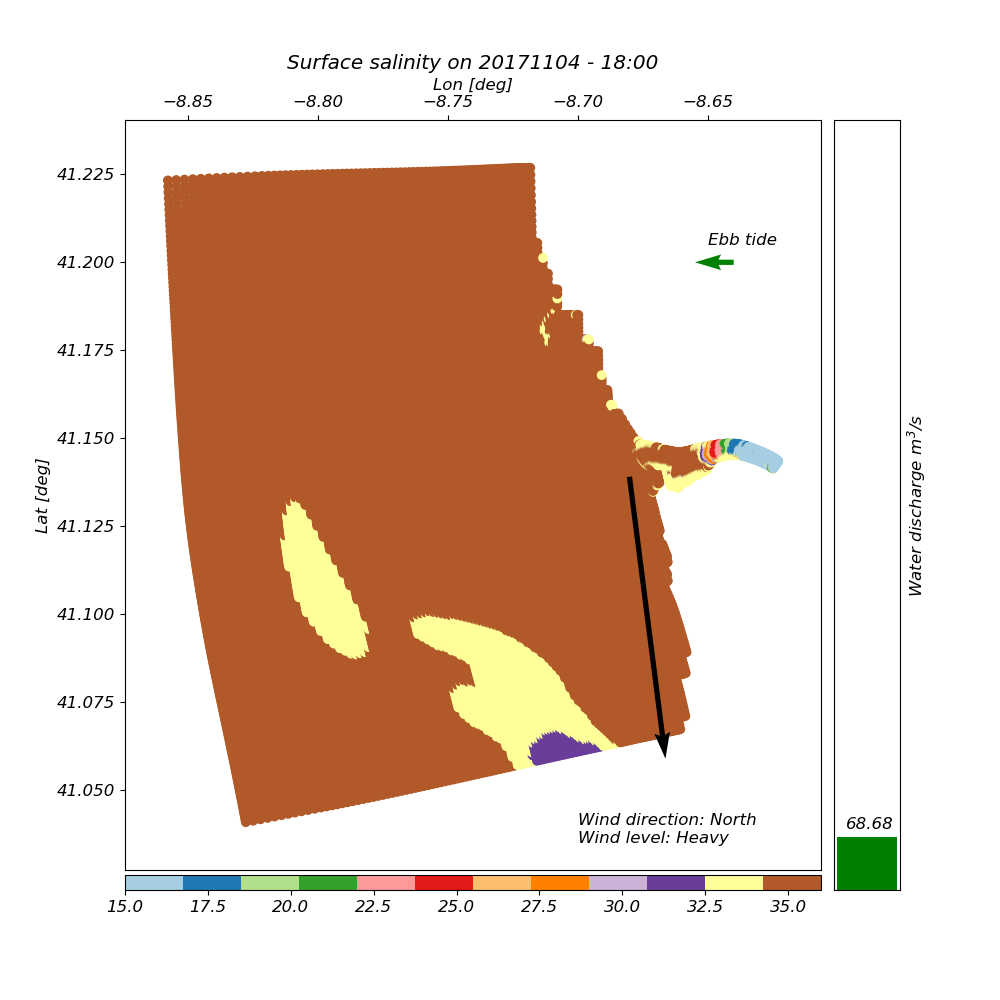 Surface salinity on 20171104 - 18:00
Lon [deg]
−8.85 −8.80 −8.75 −8.70 −8.65
41.225
41.200
41.175
41.150
41.125
41.100
41.075
41.050
Lat [deg]
Ebb tide
Wind direction: North
Wind level: Heavy
68.68
Water discharge m³/s
15.0 17.5 20.0 22.5 25.0 27.5 30.0 32.5 35.0